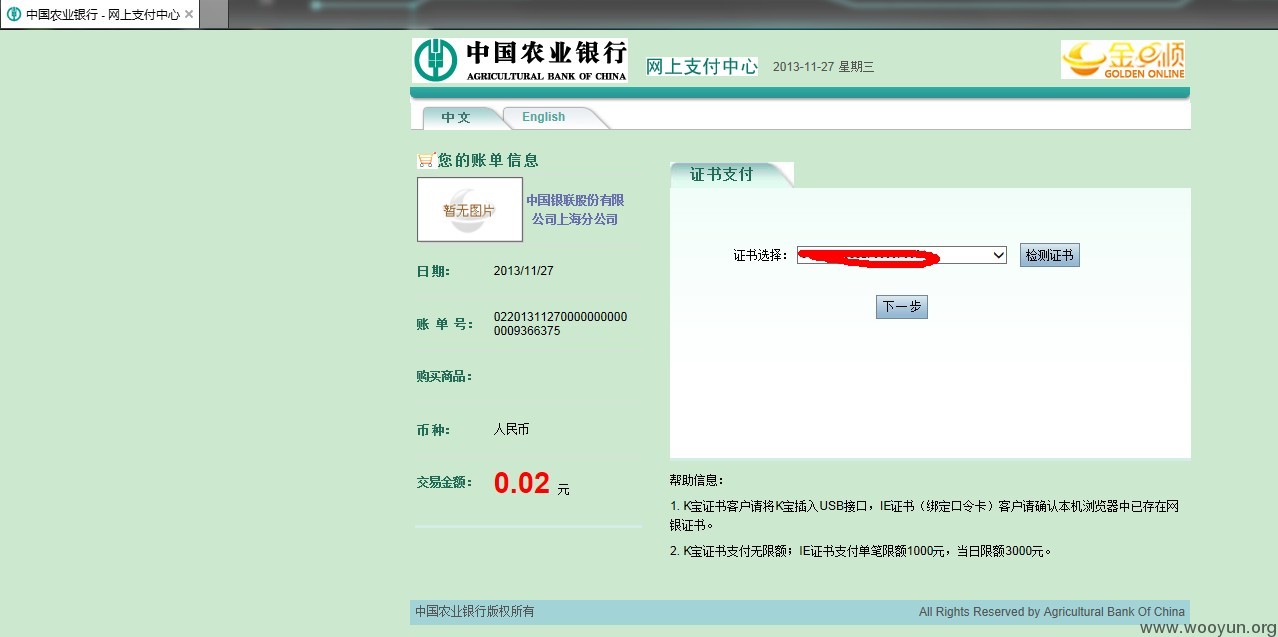 中国农业银行 - 网上支付中心
中国农业银行
AGRICULTURAL BANK OF CHINA
网上支付中心
2013-11-27 星期三
金e顺
GOLDEN ONLINE
中文
English
您的账单信息
暂无图片
中国银联股份有限
公司上海分公司
日期：
2013/11/27
账 单 号：
02201311270000000000
0009366375
购买商品：
币种：
人民币
交易金额：
0.02 元
证书支付
证书选择：
检测证书
下一步
帮助信息：
1. K宝证书客户请将K宝插入USB接口，IE证书（绑定口令卡）客户请确认本机浏览器中已存在网
银证书。
2. K宝证书支付无限额；IE证书支付单笔限额1000元，当日限额3000元。
中国农业银行版权所有
All Rights Reserved by Agricultural Bank Of China
www.wooyun.org